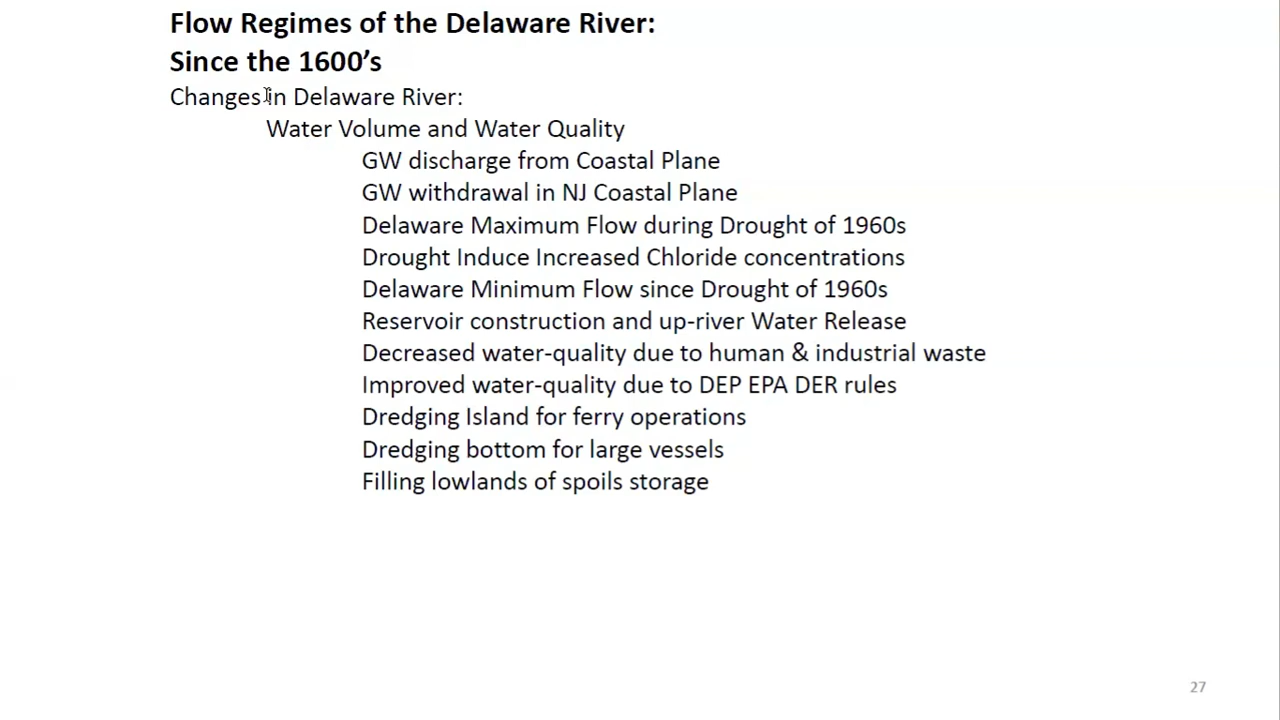 Flow Regimes of the Delaware River:
Since the 1600's
Changes in Delaware River:
Water Volume and Water Quality
GW discharge from Coastal Plane
GW withdrawal in NJ Coastal Plane
Delaware Maximum Flow during Drought of 1960s
Drought Induce Increased Chloride concentrations
Delaware Minimum Flow since Drought of 1960s
Reservoir construction and up-river Water Release
Decreased water-quality due to human & industrial waste
Improved water-quality due to DEP EPA DER rules
Dredging Island for ferry operations
Dredging bottom for large vessels
Filling lowlands of spoils storage
27